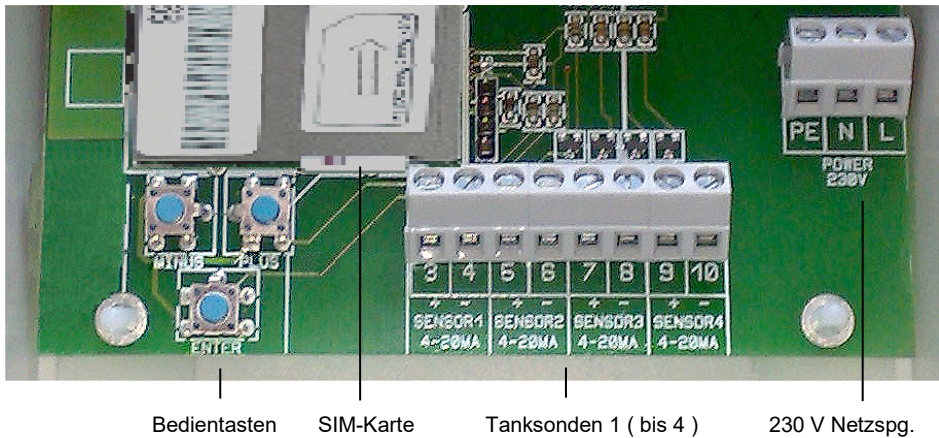 PE N L
POWER
230V
MINUS PLUS
ENTER
3 4 5 6 7 8 9 10
+ - + - + - + -
SENSOR1 SENSOR2 SENSOR3 SENSOR4
4-20MA 4-20MA 4-20MA 4-20MA
Bedientasten SIM-Karte Tanksonden 1 ( bis 4 ) 230 V Netzspg.